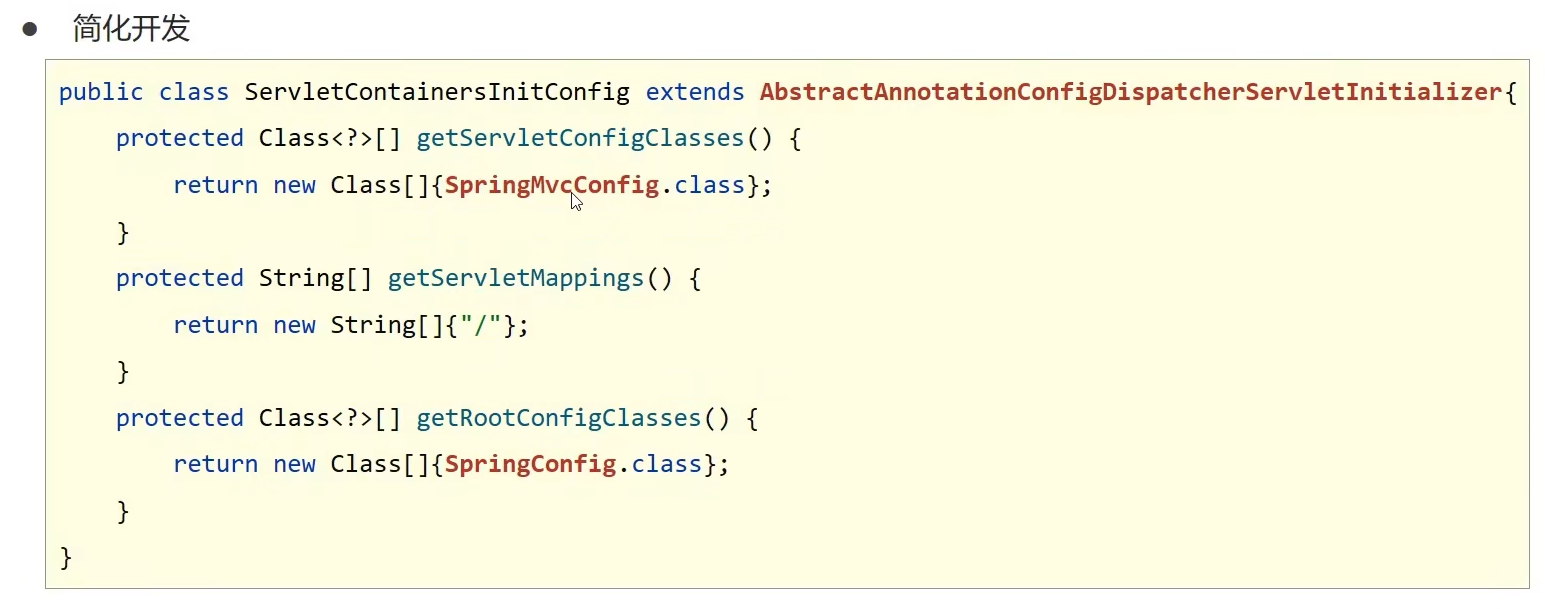 ● 简化开发
public class ServletContainersInitConfig extends AbstractAnnotationConfigDispatcherServletInitializer{
    protected Class<?>[] getServletConfigClasses() {
        return new Class[]{SpringMvcConfig.class};
    }
    protected String[] getServletMappings() {
        return new String[]{"/"};
    }
    protected Class<?>[] getRootConfigClasses() {
        return new Class[]{SpringConfig.class};
    }
}